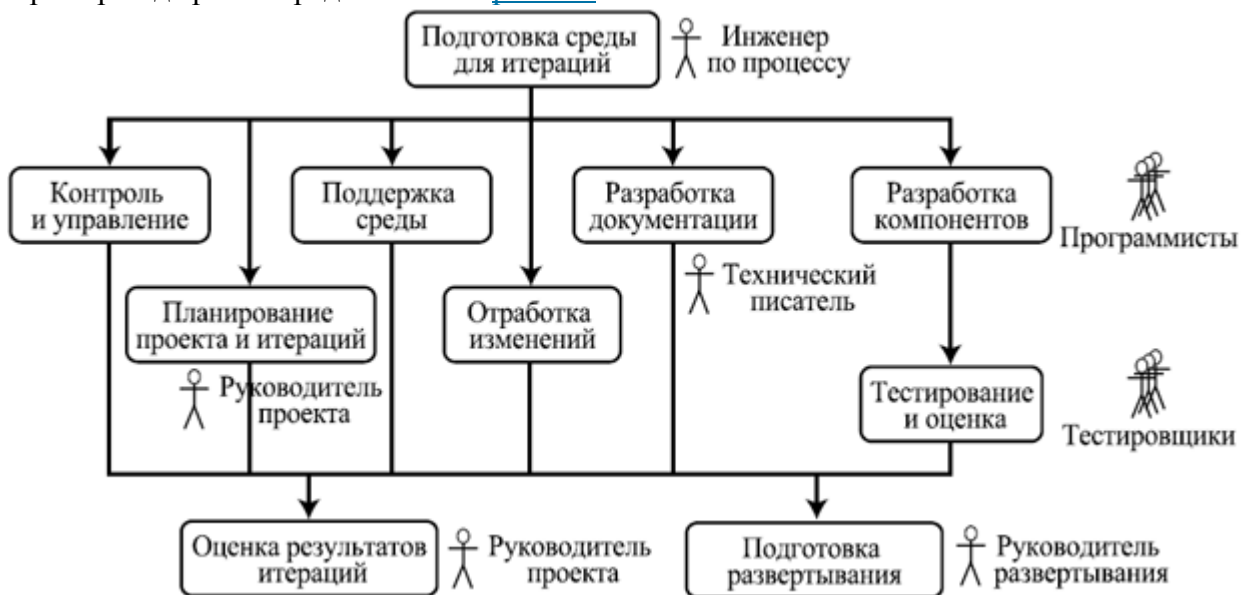 Подготовка среды
для итераций
Инженер
по процессу
Контроль
и управление
Поддержка
среды
Разработка
документации
Разработка
компонентов
Программисты
Технический
писатель
Планирование
проекта и итераций
Отработка
изменений
Руководитель
проекта
Тестирование
и оценка
Тестировщики
Оценка результатов
итераций
Руководитель
проекта
Подготовка
развертывания
Руководитель
развертывания